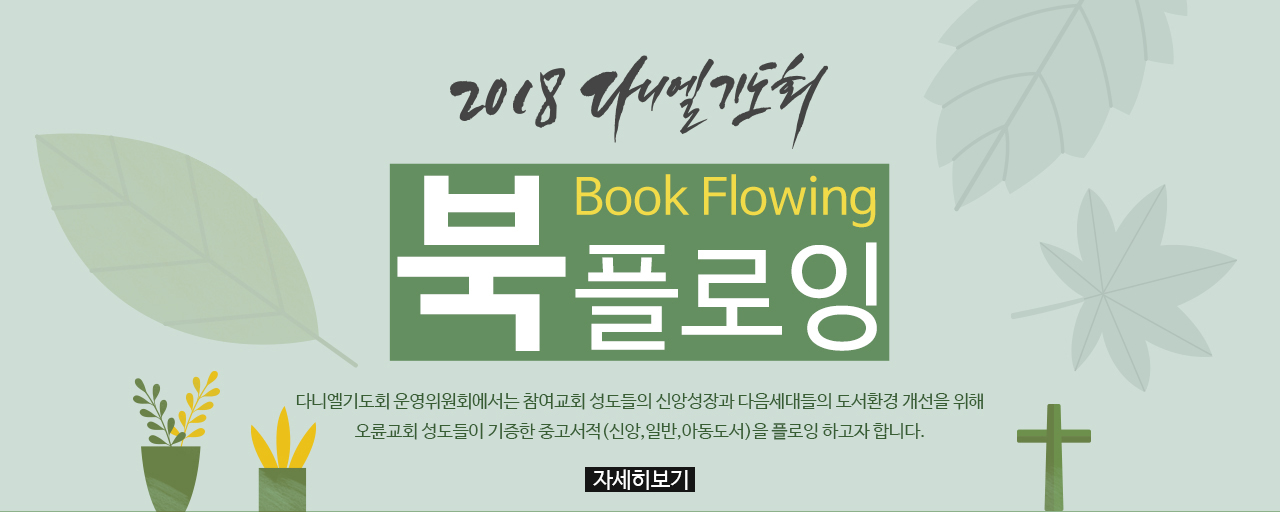 2018 다니엘기도회
북 Book Flowing
플로잉
다니엘기도회 운영위원회에서는 참여교회 성도들의 신앙성장과 다음세대들의 도서환경 개선을 위해
오륜교회 성도들이 기증한 중고서적(신앙,일반,아동도서)을 플로잉 하고자 합니다.
자세히보기